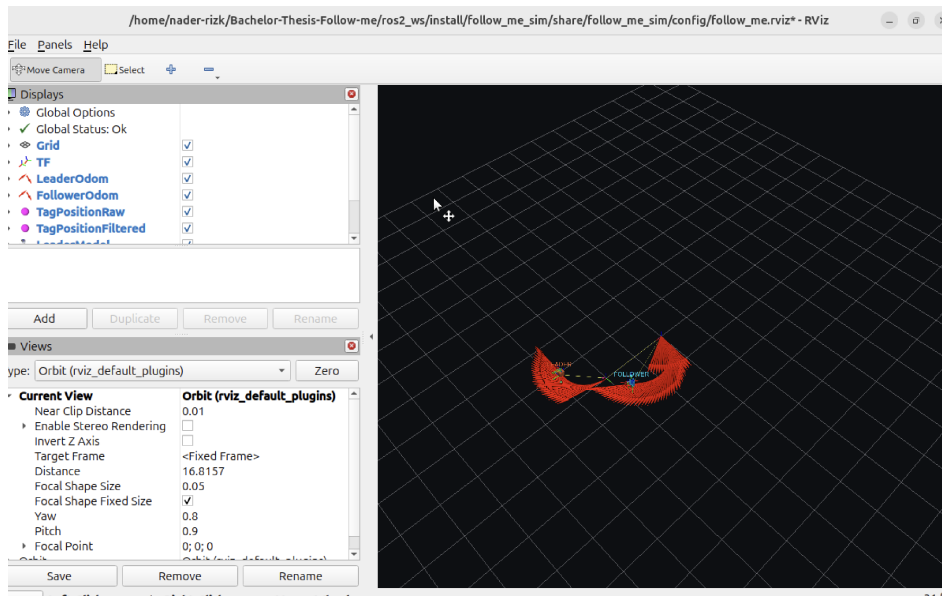 /home/nader-rizk/Bachelor-Thesis-Follow-me/ros2_ws/install/follow_me_sim/share/follow_me_sim/config/follow_me.rviz* - RViz
File Panels Help
Move Camera Select
Displays
Global Options
Global Status: Ok
Grid
TF
LeaderOdom
FollowerOdom
TagPositionRaw
TagPositionFiltered
Add Duplicate Remove Rename
Views
ype: Orbit (rviz_default_plugins) Zero
Current View Orbit (rviz_default_plugins)
Near Clip Distance 0.01
Enable Stereo Rendering
Invert Z Axis
Target Frame <Fixed Frame>
Distance 16.8157
Focal Shape Size 0.05
Focal Shape Fixed Size
Yaw 0.8
Pitch 0.9
Focal Point 0; 0; 0
Save Remove Rename
FOLLOWER